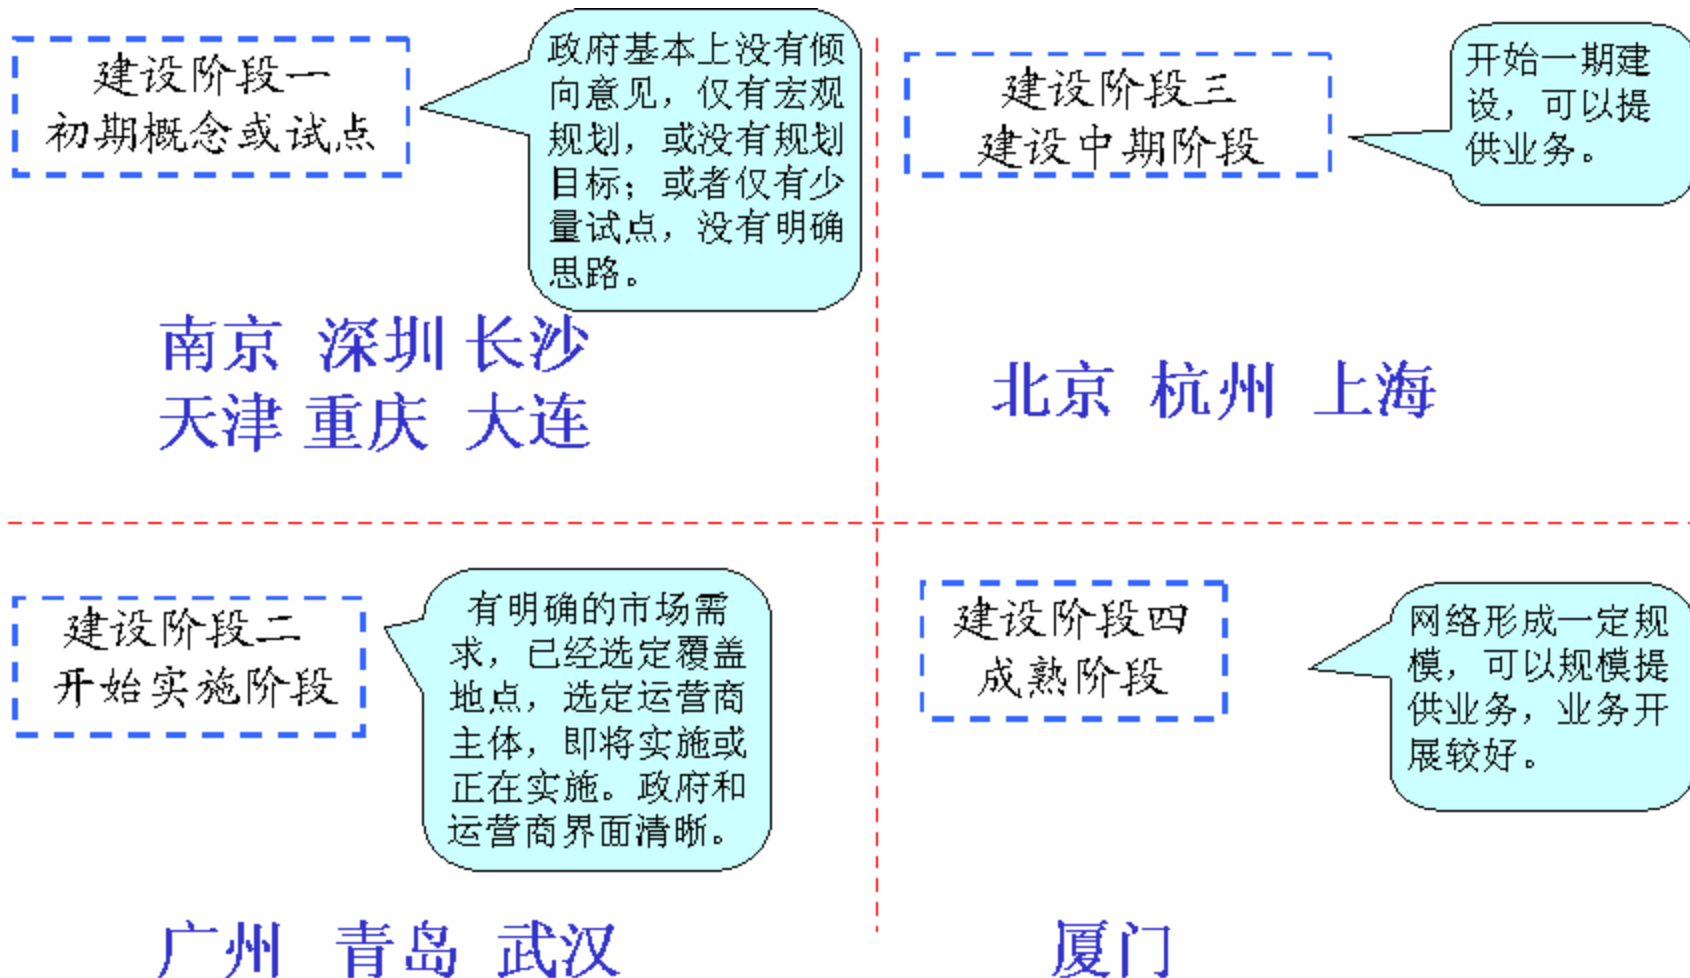 建设阶段一
初期概念或试点
政府基本上没有倾
向意见，仅有宏观
规划，或没有规划
目标；或者仅有少
量试点，没有明确
思路。
南京 深圳 长沙
天津 重庆 大连
建设阶段三
建设中期阶段
开始一期建
设，可以提
供业务。
北京 杭州 上海
建设阶段二
开始实施阶段
有明确的市场需
求，已经选定覆盖
地点，选定运营商
主体，即将实施或
正在实施。政府和
运营商界面清晰。
广州 青岛 武汉
建设阶段四
成熟阶段
网络形成一定规
模，可以规模提
供业务，业务开
展较好。
厦门